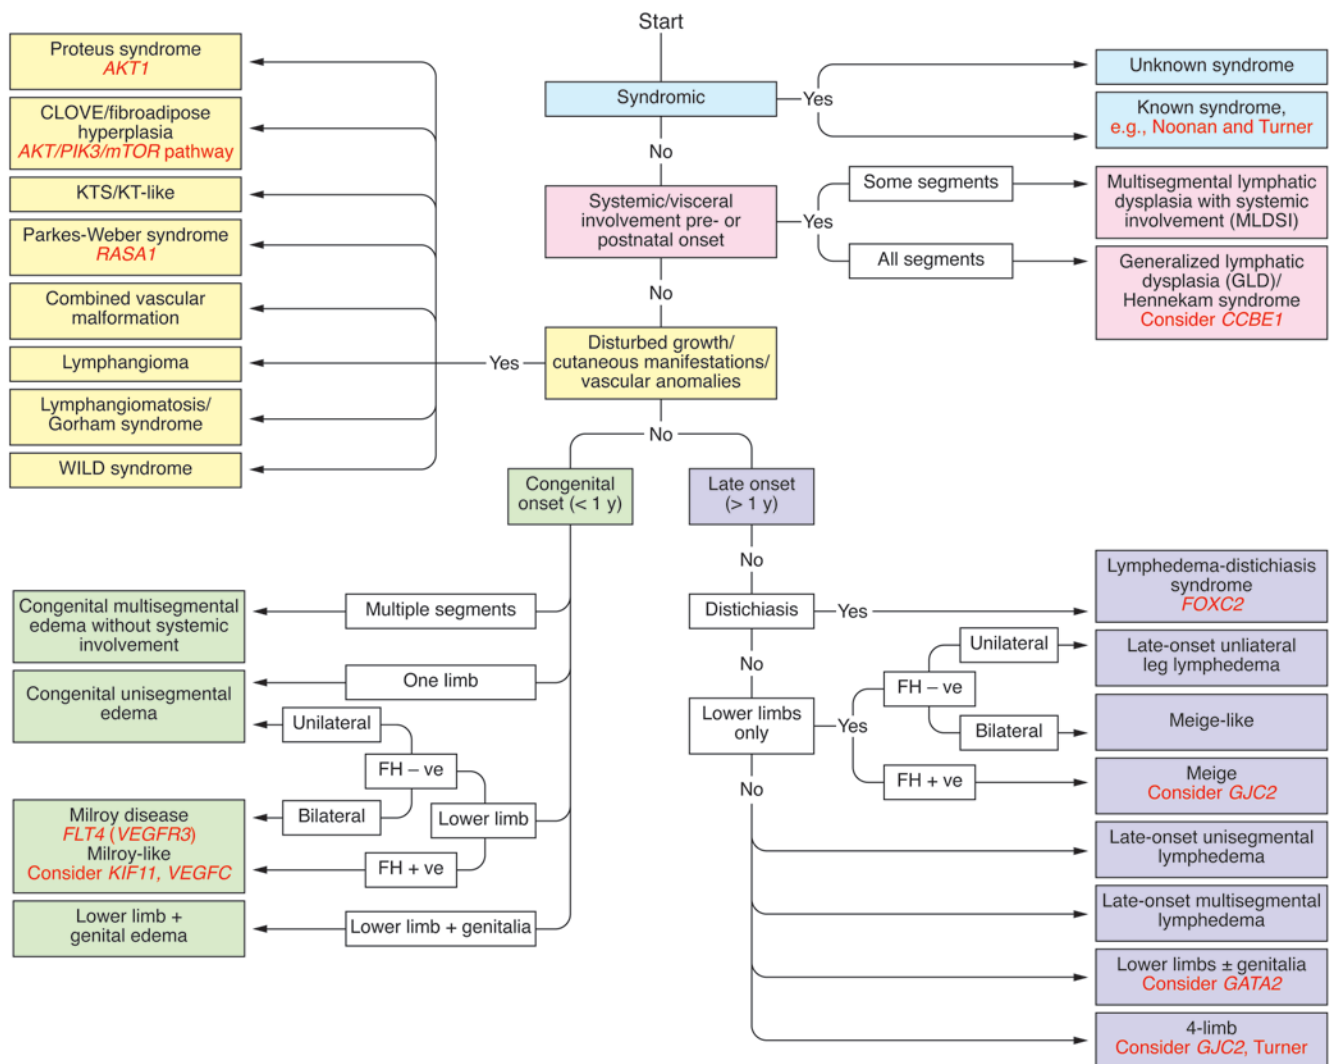 Start
Syndromic
Yes
Unknown syndrome
Known syndrome,
e.g., Noonan and Turner
No
Systemic/visceral
involvement pre- or
postnatal onset
Yes
Some segments
Multisegmental lymphatic
dysplasia with systemic
involvement (MLDSI)
All segments
Generalized lymphatic
dysplasia (GLD)/
Hennekam syndrome
Consider CCBE1
No
Disturbed growth/
cutaneous manifestations/
vascular anomalies
Yes
Proteus syndrome
AKT1
CLOVE/fibroadipose
hyperplasia
AKT/PIK3/mTOR pathway
KTS/KT-like
Parkes-Weber syndrome
RASA1
Combined vascular
malformation
Lymphangioma
Lymphangiomatosis/
Gorham syndrome
WILD syndrome
No
Congenital
onset (< 1 y)
Multiple segments
Congenital multisegmental
edema without systemic
involvement
One limb
Congenital unisegmental
edema
Unilateral
FH – ve
Bilateral
Lower limb
FH + ve
Milroy disease
FLT4 (VEGFR3)
Milroy-like
Consider KIF11, VEGFC
Lower limb + genitalia
Lower limb +
genital edema
Late onset
(> 1 y)
No
Distichiasis
Yes
Lymphedema-distichiasis
syndrome
FOXC2
No
Lower limbs
only
Yes
FH – ve
Unilateral
Late-onset unliateral
leg lymphedema
Bilateral
Meige-like
FH + ve
Meige
Consider GJC2
No
Late-onset unisegmental
lymphedema
Late-onset multisegmental
lymphedema
Lower limbs ± genitalia
Consider GATA2
4-limb
Consider GJC2, Turner